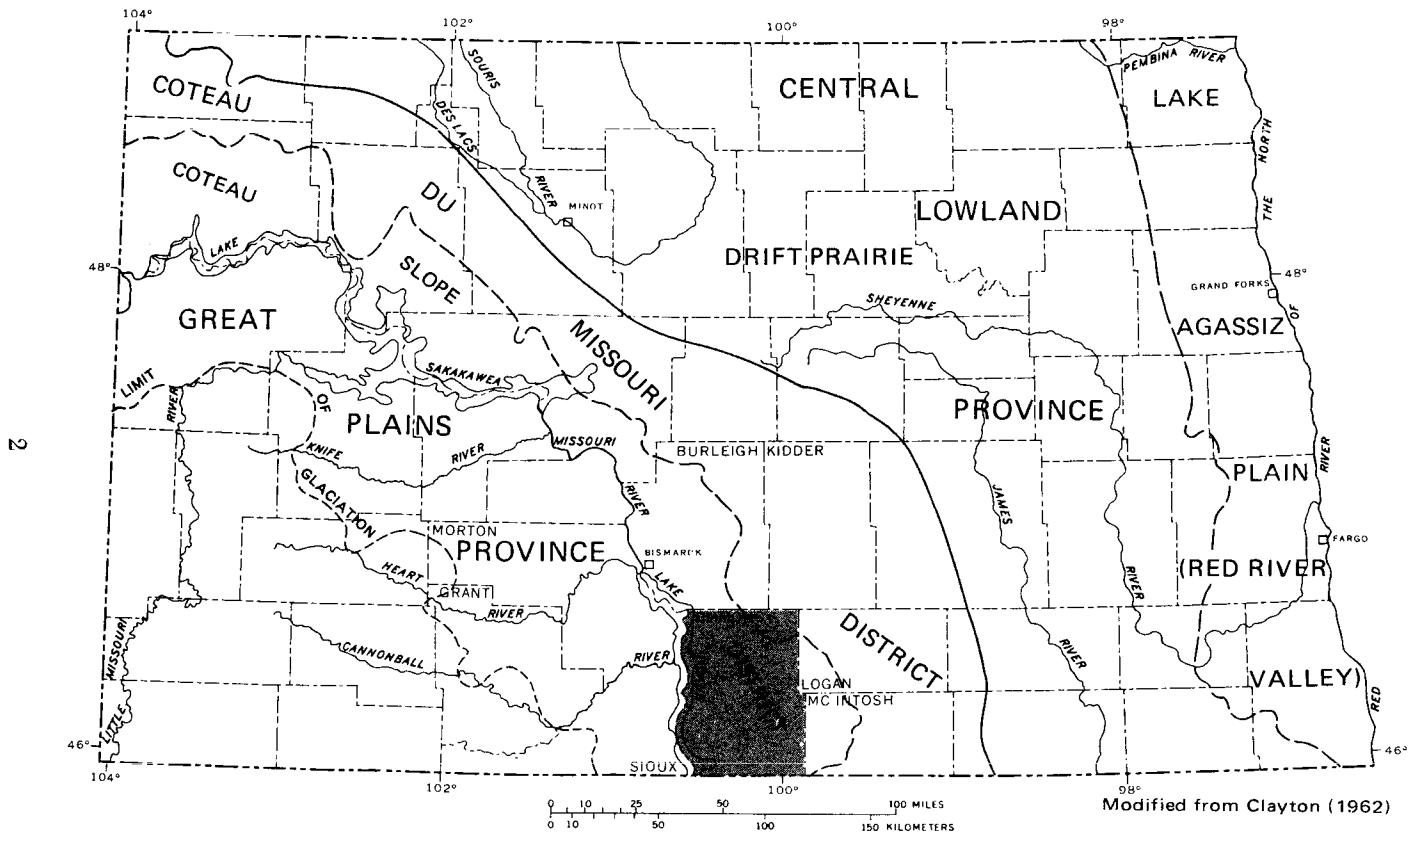 104°
102°
100°
98°
COTEAU
SOURIS
DES LACS
RIVER
CENTRAL
PEMBINA RIVER
LAKE
NORTH
THE
OF
COTEAU
DU
MINOT
LOWLAND
DRIFT PRAIRIE
LAKE
48°
SLOPE
GREAT
MISSOURI
SHEYENNE
48°
GRAND FORKS
AGASSIZ
SAKAKAWEA
LIMIT
OF
RIVER
PLAINS
PROVINCE
2
KNIFE
RIVER
MISSOURI
RIVER
BURLEIGH KIDDER
GLACIATION
JAMES
PLAIN
RIVER
MORTON
PROVINCE
BISMARCK
FARGO
HEART
LAKE
GRANT
RIVER
RIVER
(RED RIVER
CANNONBALL
RIVER
DISTRICT
RIVER
MISSOURI
LITTLE
LOGAN
MC INTOSH
VALLEY)
RED
46°
SIOUX
46°
104°
102°
100°
98°
0 10 25 50 100 MILES
0 10 50 100 150 KILOMETERS
Modified from Clayton (1962)